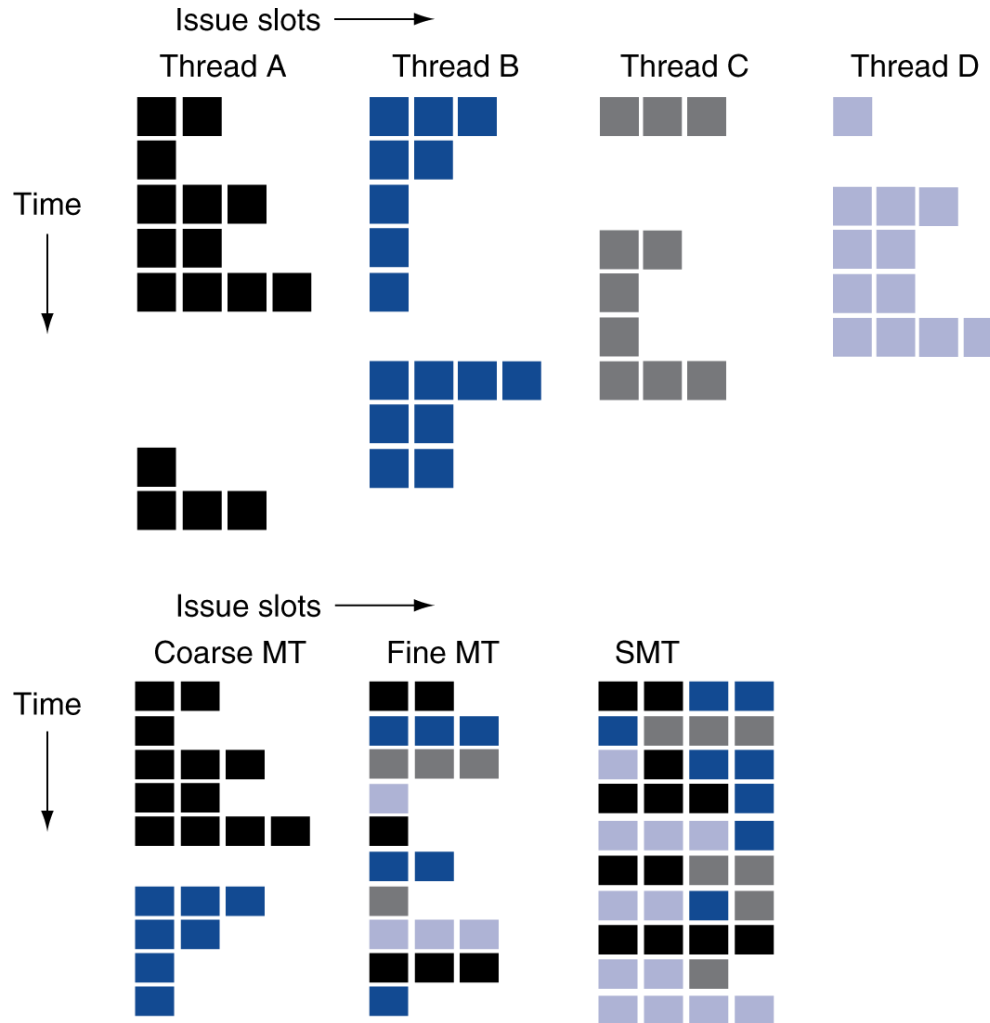 Issue slots
Thread A Thread B Thread C Thread D
Time
Issue slots
Coarse MT Fine MT SMT
Time